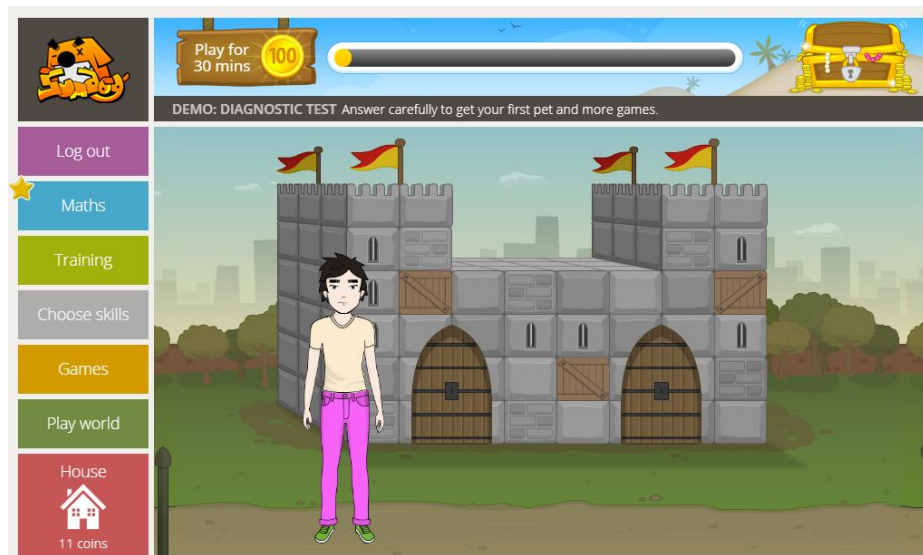 Sumdog
Play for
30 mins
100
DEMO: DIAGNOSTIC TEST Answer carefully to get your first pet and more games.
Log out
Maths
Training
Choose skills
Games
Play world
House
11 coins